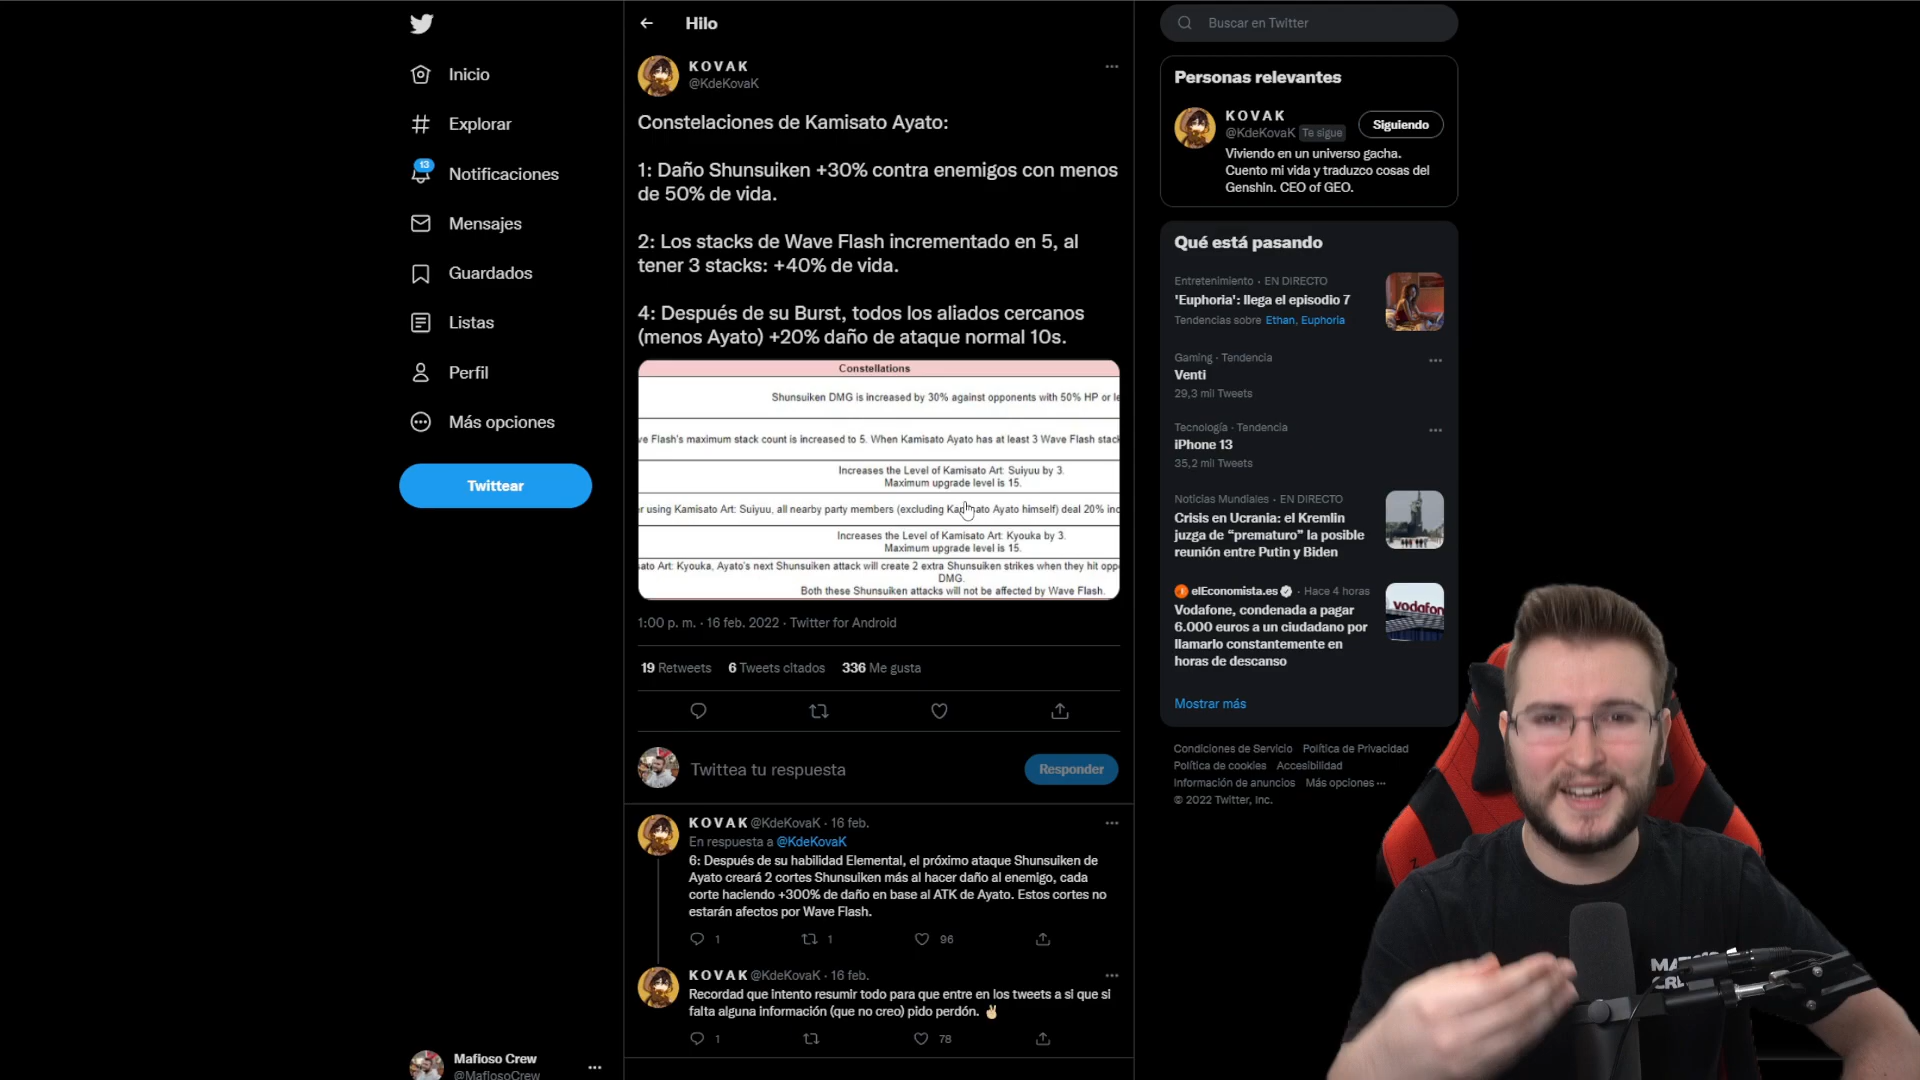 Inicio
Explorar
13
Notificaciones
Mensajes
Guardados
Listas
Perfil
Más opciones
Twittear
Mafioso Crew
@MafiosoCrew
Hilo
KOVAK
@KdeKovaK
Constelaciones de Kamisato Ayato:
1: Daño Shunsuiken +30% contra enemigos con menos
de 50% de vida.
2: Los stacks de Wave Flash incrementado en 5, al
tener 3 stacks: +40% de vida.
4: Después de su Burst, todos los aliados cercanos
(menos Ayato) +20% daño de ataque normal 10s.
Constellations
Shunsuiken DMG is increased by 30% against opponents with 50% HP or le
ve Flash's maximum stack count is increased to 5. When Kamisato Ayato has at least 3 Wave Flash stack
Increases the Level of Kamisato Art: Suiyuu by 3.
Maximum upgrade level is 15.
r using Kamisato Art: Suiyuu, all nearby party members (excluding Kamisato Ayato himself) deal 20% inc
Increases the Level of Kamisato Art: Kyouka by 3.
Maximum upgrade level is 15.
ato Art: Kyouka, Ayato's next Shunsuiken attack will create 2 extra Shunsuiken strikes when they hit oppo
DMG.
Both these Shunsuiken attacks will not be affected by Wave Flash.
1:00 p. m. · 16 feb. 2022 · Twitter for Android
19 Retweets 6 Tweets citados 336 Me gusta
Twittea tu respuesta
Responder
KOVAK @KdeKovaK · 16 feb.
En respuesta a @KdeKovaK
6: Después de su habilidad Elemental, el próximo ataque Shunsuiken de
Ayato creará 2 cortes Shunsuiken más al hacer daño al enemigo, cada
corte haciendo +300% de daño en base al ATK de Ayato. Estos cortes no
estarán afectos por Wave Flash.
1 1 96
KOVAK @KdeKovaK · 16 feb.
Recordad que intento resumir todo para que entre en los tweets a si que si
falta alguna información (que no creo) pido perdón. ✌🏻
1 78
Buscar en Twitter
Personas relevantes
KOVAK
@KdeKovaK Te sigue
Siguiendo
Viviendo en un universo gacha.
Cuento mi vida y traduzco cosas del
Genshin. CEO of GEO.
Qué está pasando
Entretenimiento · EN DIRECTO
'Euphoria': llega el episodio 7
Tendencias sobre Ethan, Euphoria
Gaming · Tendencia
Venti
29,3 mil Tweets
Tecnología · Tendencia
iPhone 13
35,2 mil Tweets
Noticias Mundiales · EN DIRECTO
Crisis en Ucrania: el Kremlin
juzga de “prematuro” la posible
reunión entre Putin y Biden
elEconomista.es · Hace 4 horas
Vodafone, condenada a pagar
6.000 euros a un ciudadano por
llamarlo constantemente en
horas de descanso
vodafon
Mostrar más
Condiciones de Servicio Política de Privacidad
Política de cookies Accesibilidad
Información de anuncios Más opciones ···
© 2022 Twitter, Inc.